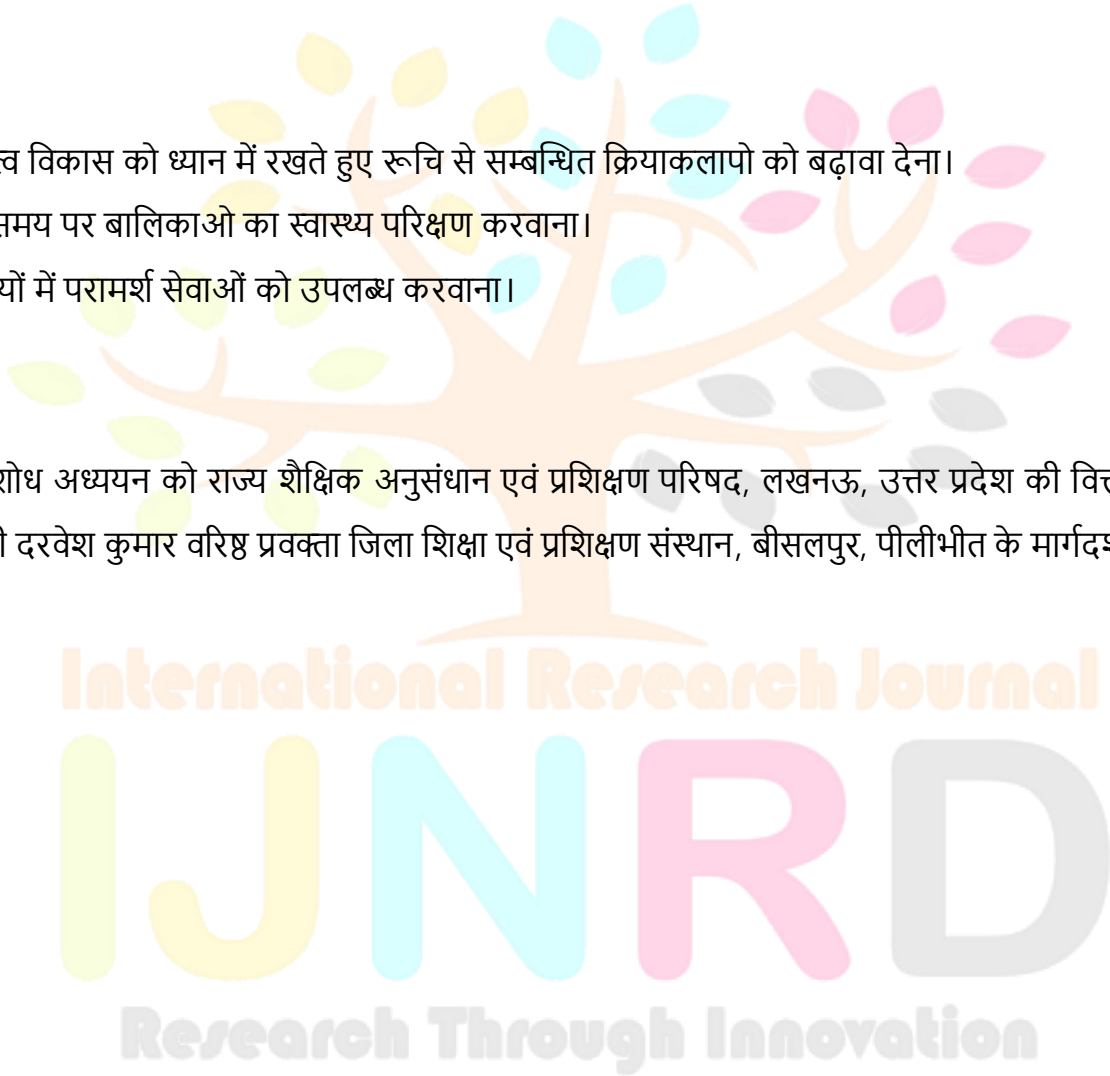 व विकास को ध्यान में रखते हुए रूचि से सम्बन्धित क्रियाकलापो को बढ़ावा देना।
समय पर बालिकाओ का स्वास्थ्य परिक्षण करवाना।
यों में परामर्श सेवाओं को उपलब्ध करवाना।
शोध अध्ययन को राज्य शैक्षिक अनुसंधान एवं प्रशिक्षण परिषद, लखनऊ, उत्तर प्रदेश की वित्त
दरवेश कुमार वरिष्ठ प्रवक्ता जिला शिक्षा एवं प्रशिक्षण संस्थान, बीसलपुर, पीलीभीत के मार्गदर्श
International Research Journal
IJNRD
Research Through Innovation